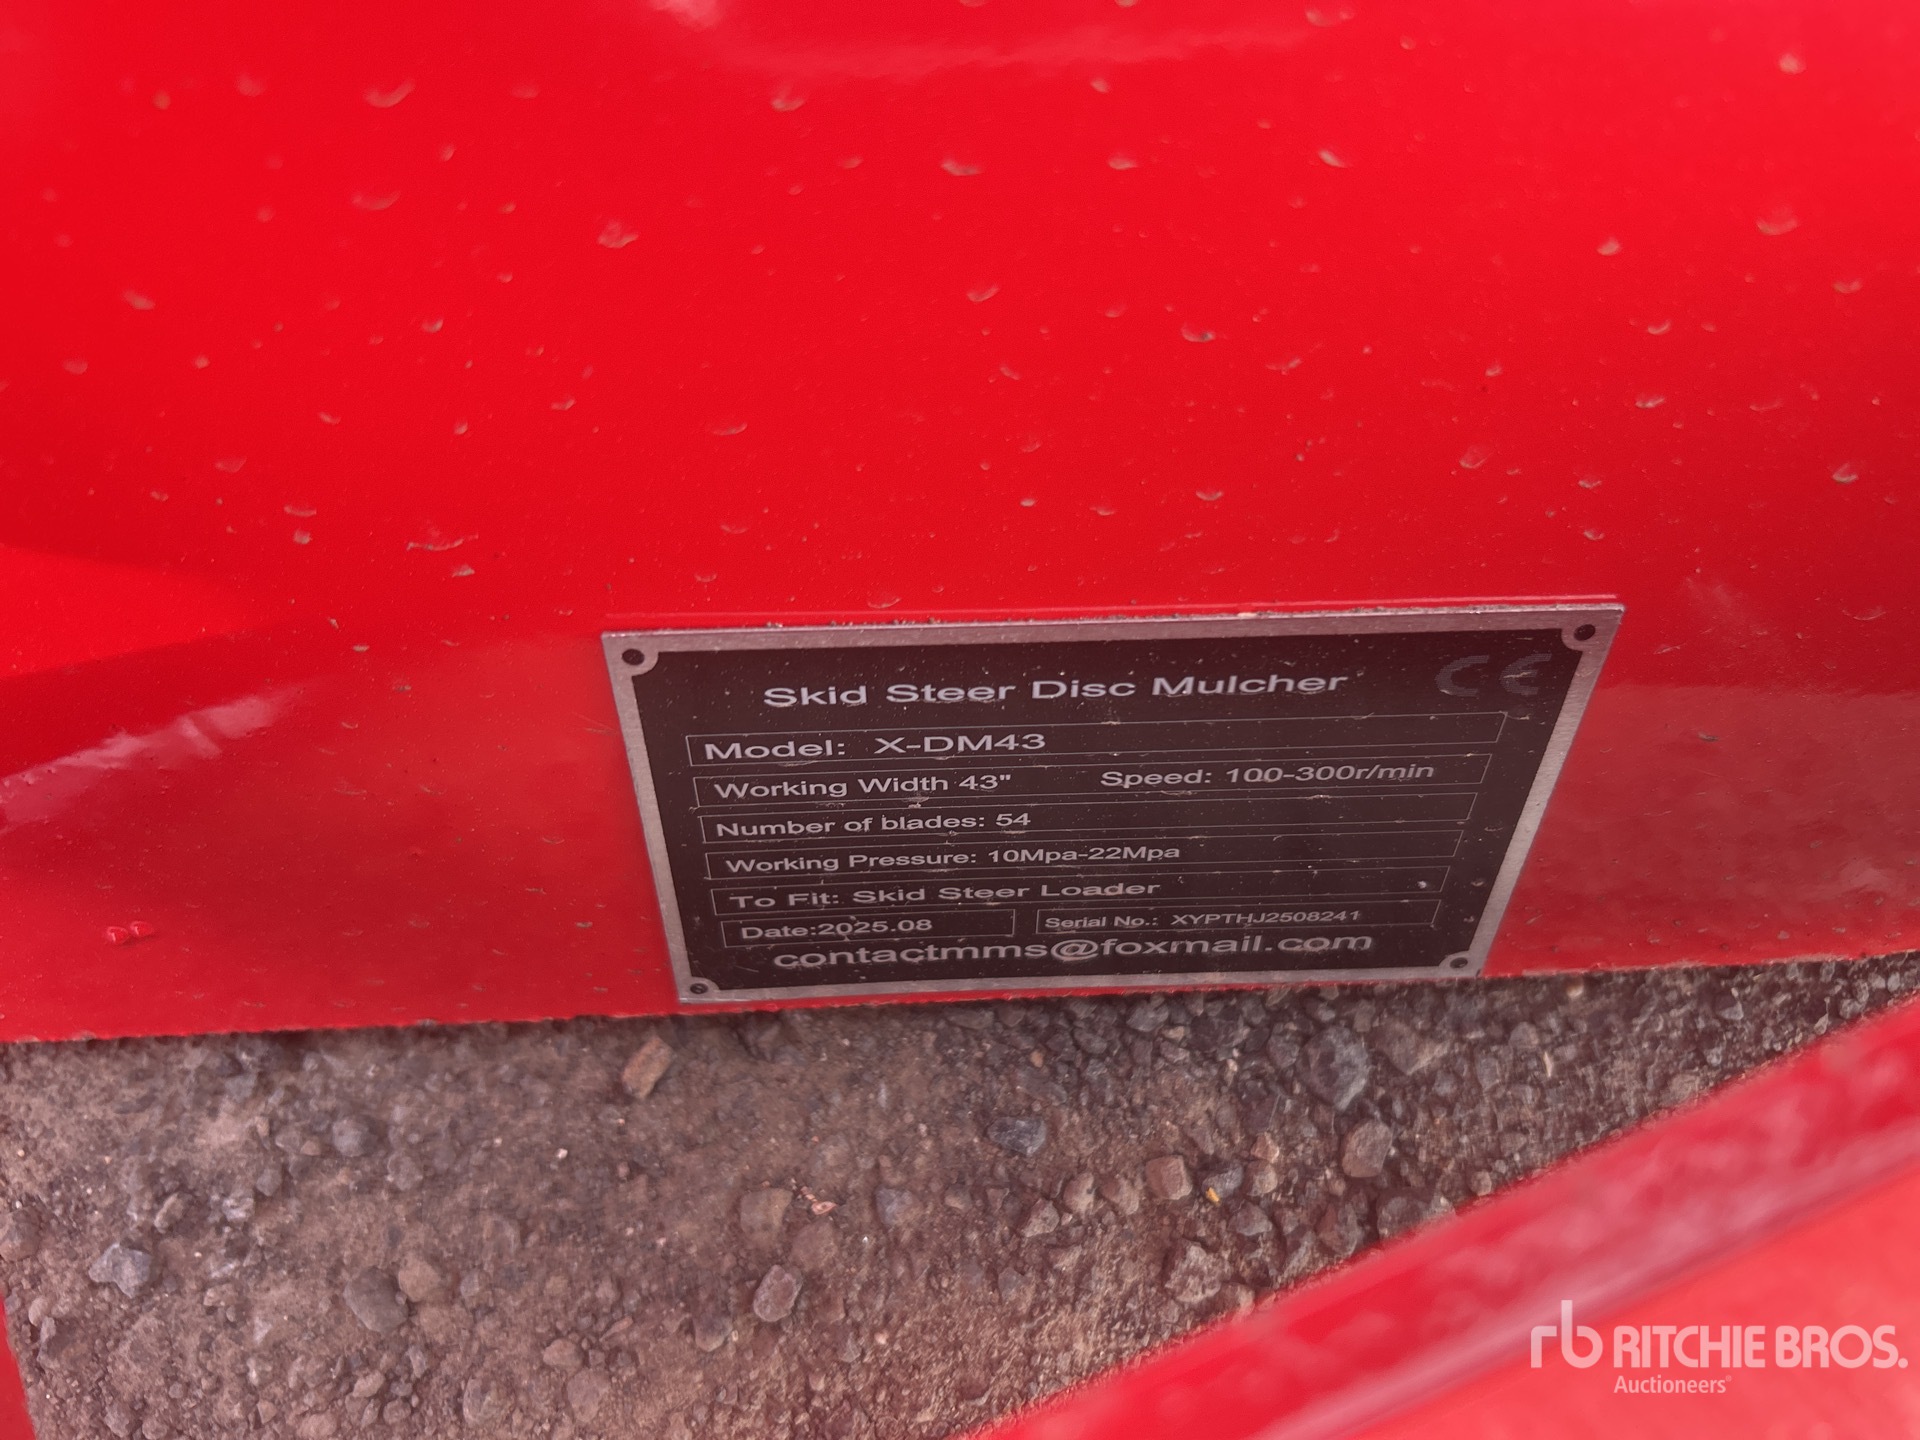 Skid Steer Disc Mulcher CE
Model: X-DM43
Working Width 43" Speed: 100-300r/min
Number of blades: 54
Working Pressure: 10Mpa-22Mpa
To Fit: Skid Steer Loader
Date:2025.08 Serial No.: XYPTHJ2508241
contactmms@foxmail.com
rb RITCHIE BROS.
Auctioneers